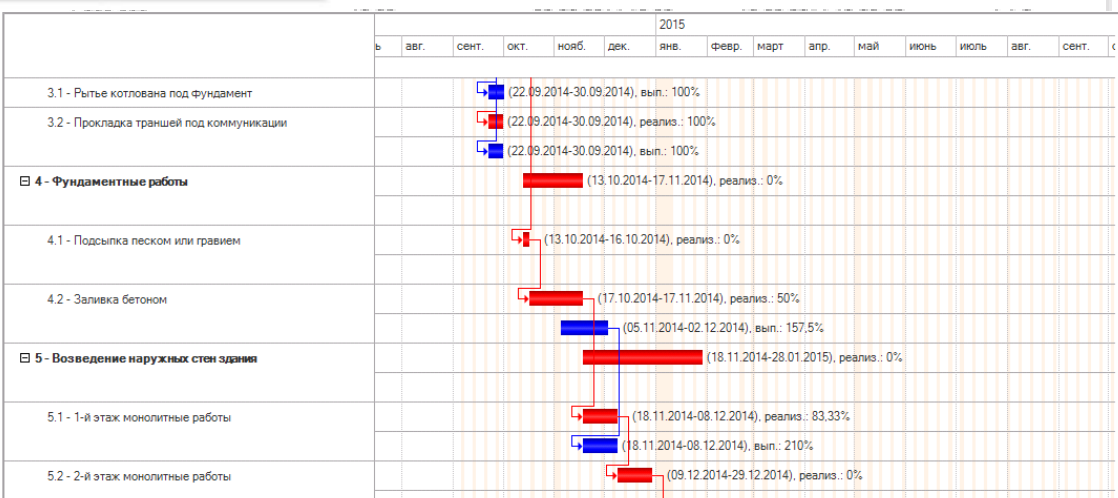 2015
ь авг. сент. окт. нояб. дек. янв. февр. март апр. май июнь июль авг. сент.
3.1 - Рытье котлована под фундамент (22.09.2014-30.09.2014), вып.: 100%
3.2 - Прокладка траншей под коммуникации (22.09.2014-30.09.2014), реализ.: 100%
(22.09.2014-30.09.2014), вып.: 100%
4 - Фундаментные работы (13.10.2014-17.11.2014), реализ.: 0%
4.1 - Подсыпка песком или гравием (13.10.2014-16.10.2014), реализ.: 0%
4.2 - Заливка бетоном (17.10.2014-17.11.2014), реализ.: 50%
(05.11.2014-02.12.2014), вып.: 157,5%
5 - Возведение наружных стен здания (18.11.2014-28.01.2015), реализ.: 0%
5.1 - 1-й этаж монолитные работы (18.11.2014-08.12.2014), реализ.: 83,33%
(18.11.2014-08.12.2014), вып.: 210%
5.2 - 2-й этаж монолитные работы (09.12.2014-29.12.2014), реализ.: 0%